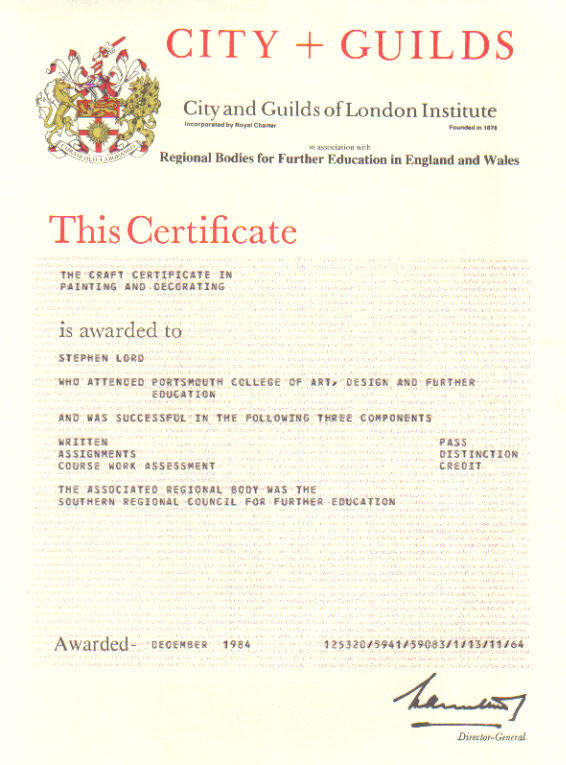 CITY + GUILDS
City and Guilds of London Institute
Incorporated by Royal Charter Founded in 1878
in association with
Regional Bodies for Further Education in England and Wales
This Certificate
THE CRAFT CERTIFICATE IN
PAINTING AND DECORATING
is awarded to
STEPHEN LORD
WHO ATTENDED PORTSMOUTH COLLEGE OF ART, DESIGN AND FURTHER
EDUCATION
AND WAS SUCCESSFUL IN THE FOLLOWING THREE COMPONENTS
WRITTEN PASS
ASSIGNMENTS DISTINCTION
COURSE WORK ASSESSMENT CREDIT
THE ASSOCIATED REGIONAL BODY WAS THE
SOUTHERN REGIONAL COUNCIL FOR FURTHER EDUCATION
Awarded- DECEMBER 1984 125320/5941/59083/1/13/11/64
Director-General